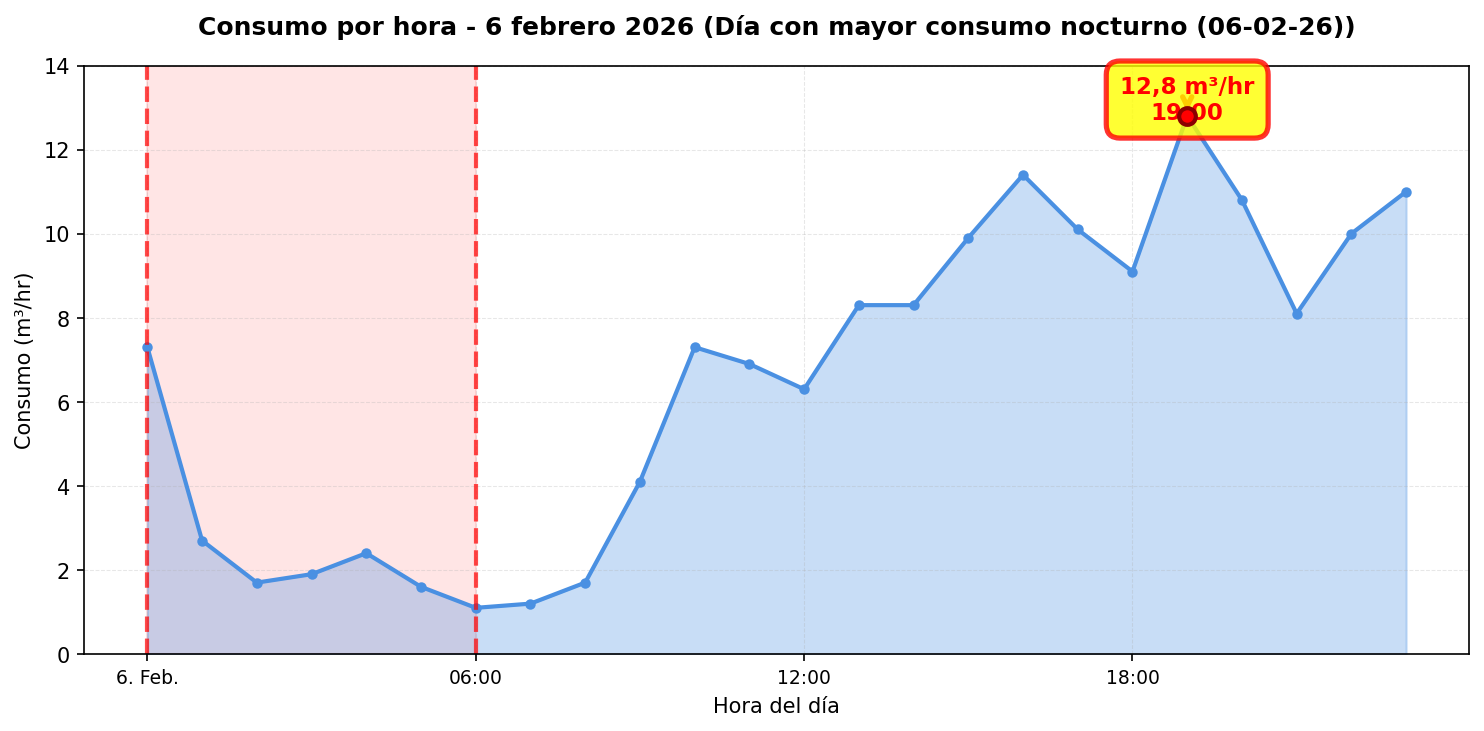 Consumo por hora - 6 febrero 2026 (Día con mayor consumo nocturno (06-02-26))
12,8 m³/hr
19:00
Consumo (m³/hr)
14
12
10
8
6
4
2
0
6. Feb.
06:00
12:00
18:00
Hora del día